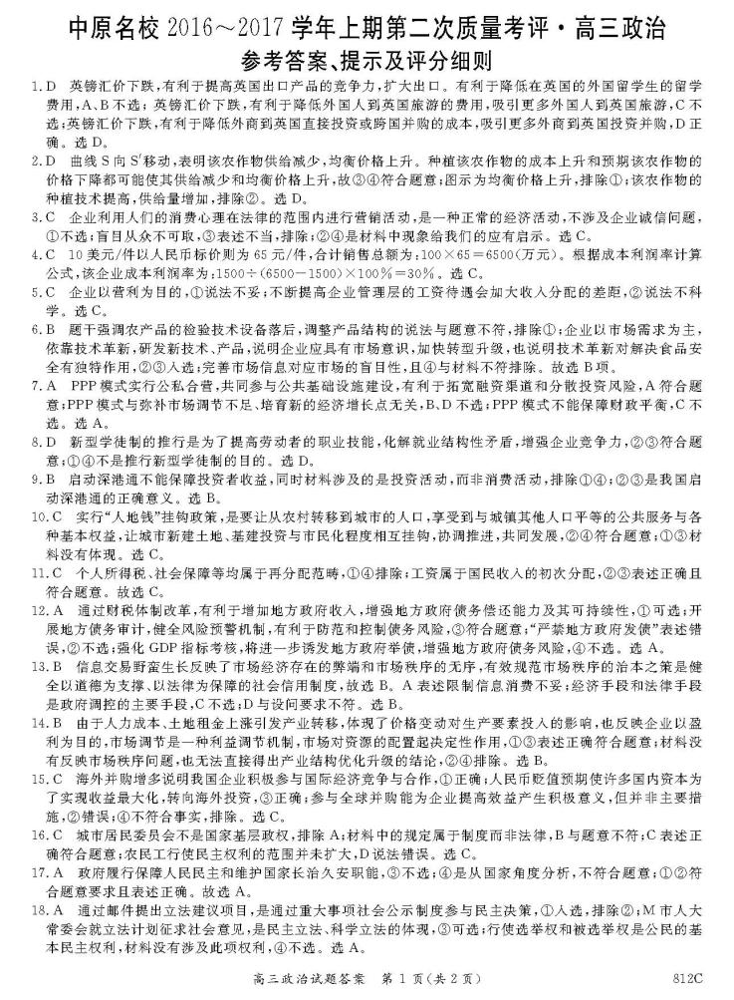 中原名校 2016～2017 学年上期第二次质量考评·高三政治
参考答案、提示及评分细则
1. D 英镑汇价下跌,有利于提高英国出口产品的竞争力,扩大出口。有利于降低在英国的外国留学生的留学
费用,A、B 不选；英镑汇价下跌,有利于降低外国人到英国旅游的费用,吸引更多外国人到英国旅游,C 不
选;英镑汇价下跌,有利于降低外商到英国直接投资或跨国并购的成本,吸引更多外商到英国投资并购,D 正
确。选 D。
2. D 曲线 S 向 S′移动,表明该农作物供给减少,均衡价格上升。种植该农作物的成本上升和预期该农作物的
价格下降都可能使其供给减少和均衡价格上升,故③④符合题意;图示为均衡价格上升,排除①;该农作物的
种植技术提高,供给量增加,排除②。选 D。
3. C 企业利用人们的消费心理在法律的范围内进行营销活动,是一种正常的经济活动,不涉及企业诚信问题,
①不选;盲目从众不可取,③表述不当,排除;②④是材料中现象给我们的应有启示。选 C。
4. C 10 美元/件以人民币标价则为 65 元/件,合计销售总额为:100×65=6500(万元)。根据成本利润率计算
公式,该企业成本利润率为:1500÷(6500－1500)×100%=30%。选 C。
5. C 企业以营利为目的,①说法不妥;不断提高企业管理层的工资待遇会加大收入分配的差距,②说法不科
学。选 C。
6. B 题干强调农产品的检验技术设备落后,调整产品结构的说法与题意不符,排除①;企业以市场需求为主,
依靠技术革新,研发新技术、产品,说明企业应具有市场意识,加快转型升级,也说明技术革新对解决食品安
全有独特作用,②③入选;完善市场信息对应市场的盲目性,且④与材料不符排除。故选 B 项。
7. A PPP 模式实行公私合营,共同参与公共基础设施建设,有利于拓宽融资渠道和分散投资风险,A 符合题
意;PPP 模式与弥补市场调节不足、培育新的经济增长点无关,B、D 不选;PPP 模式不能保障财政平衡,C 不
选。选 A。
8. D 新型学徒制的推行是为了提高劳动者的职业技能,化解就业结构性矛盾,增强企业竞争力,②③符合题
意;①④不是推行新型学徒制的目的。选 D。
9. B 启动深港通不能保障投资者收益,同时材料涉及的是投资活动,而非消费活动,排除①④;②③是我国启
动深港通的正确意义。选 B。
10. C 实行“人地钱”挂钩政策,是要让从农村转移到城市的人口,享受到与城镇其他人口平等的公共服务与各
种基本权益,让城市新建土地、基建投资与市民化程度相互挂钩,协调推进,共同发展,②④符合题意;①③材
料没有体现。选 C。
11. C 个人所得税、社会保障等均属于再分配范畴,①④排除;工资属于国民收入的初次分配,②③表述正确且
符合题意。故选 C。
12. A 通过财税体制改革,有利于增加地方政府收入,增强地方政府债务偿还能力及其可持续性,①可选;开
展地方债务审计,健全风险预警机制,有利于防范和控制债务风险,③符合题意;“严禁地方政府发债”表述错
误,②不选;强化 GDP 指标考核,将进一步诱发地方政府举债,增强地方政府债务风险,④不选。选 A。
13. B 信息交易野蛮生长反映了市场经济存在的弊端和市场秩序的无序,有效规范市场秩序的治本之策是健
全以道德为支撑、以法律为保障的社会信用制度,故选 B。A 表述限制信息消费不妥;经济手段和法律手段
是政府调控的主要手段,C 不选;D 与设问要求不符。选 B。
14. B 由于人力成本、土地租金上涨引发产业转移,体现了价格变动对生产要素投入的影响,也反映企业以盈
利为目的,市场调节是一种利益调节机制,市场对资源的配置起决定性作用,①③表述正确符合题意;材料没
有反映市场秩序问题,也无法直接得出产业结构优化升级的结论,②④排除。选 B。
15. C 海外并购增多说明我国企业积极参与国际经济竞争与合作,①正确;人民币贬值预期使许多国内资本为
了实现收益最大化,转向海外投资,③正确;参与全球并购能为企业提高效益产生积极意义,但并非主要措
施,②错误;④不符合事实,排除。选 C。
16. C 城市居民委员会不是国家基层政权,排除 A;材料中的规定属于制度而非法律,B 与题意不符;C 表述正
确符合题意;农民工行使民主权利的范围并未扩大,D 说法错误。选 C。
17. A 政府履行保障人民民主和维护国家长治久安职能,③不选;④是从国家角度分析,不符合题意;①②符
合题意要求且表述正确。故选 A。
18. A 通过邮件提出立法建议项目,是通过重大事项社会公示制度参与民主决策,①入选,排除②;M 市人大
常委会就立法计划征求社会意见,是民主立法、科学立法的体现,③可选;行使选举权和被选举权是公民的基
本民主权利,材料没有涉及此项权利,④不选。选 A。
高三政治试题答案 第 1 页(共 2 页) 812C